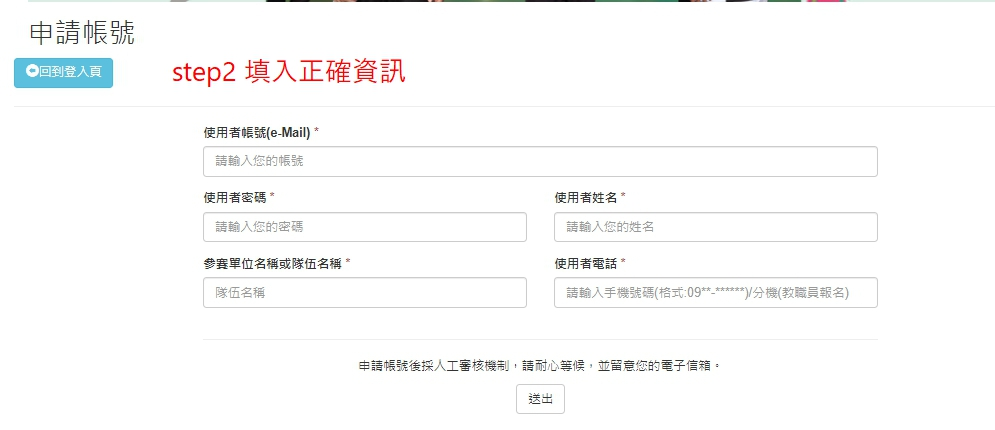 申請帳號
回到登入頁
step2 填入正確資訊
使用者帳號(e-Mail) *
請輸入您的帳號
使用者密碼 *
使用者姓名 *
請輸入您的密碼
請輸入您的姓名
參賽單位名稱或隊伍名稱 *
使用者電話 *
隊伍名稱
請輸入手機號碼(格式:09**-******)/分機(教職員報名)
申請帳號後採人工審核機制，請耐心等候，並留意您的電子信箱。
送出